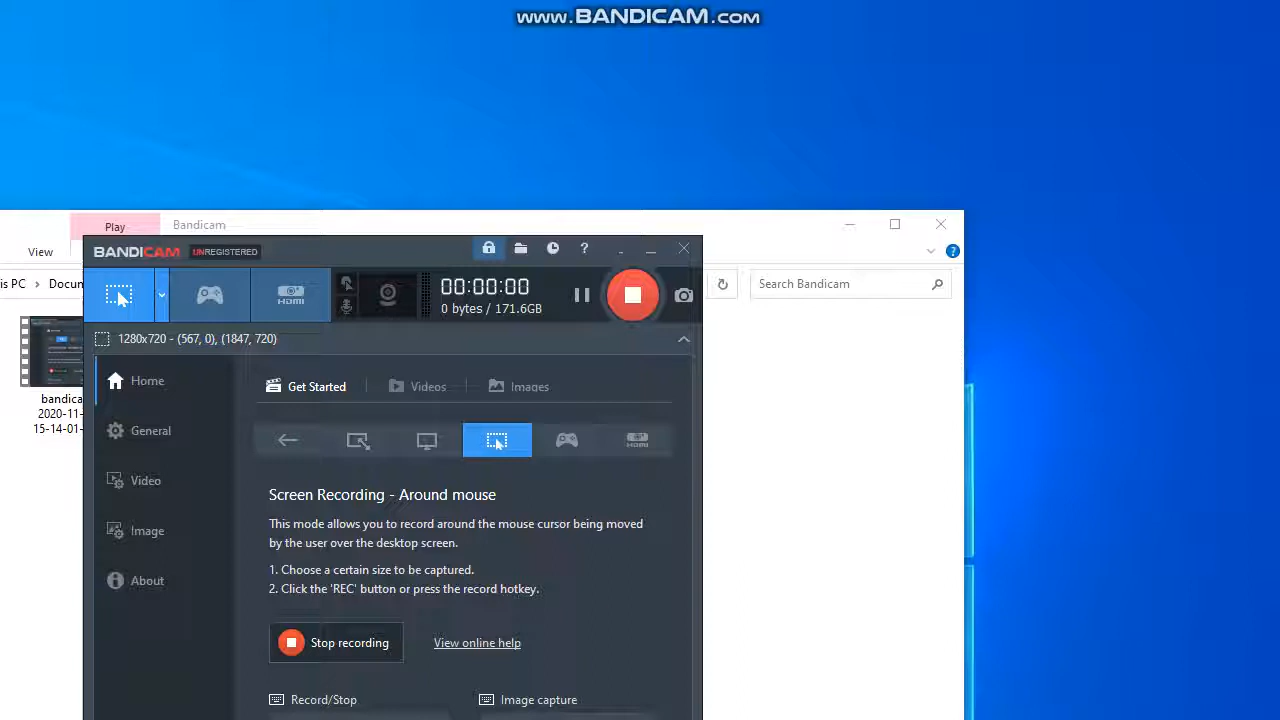 www.BANDICAM.com
Play
Bandicam
View
BANDICAM UNREGISTERED
is PC > Docum
Search Bandicam
HDMI
00:00:00
0 bytes / 171.6GB
1280x720 - (567, 0), (1847, 720)
Home
Get Started
Videos
Images
bandica
2020-11-
15-14-01-
General
HDMI
Video
Screen Recording - Around mouse
This mode allows you to record around the mouse cursor being moved
by the user over the desktop screen.
Image
1. Choose a certain size to be captured.
About
2. Click the 'REC' button or press the record hotkey.
Stop recording
View online help
Record/Stop
Image capture